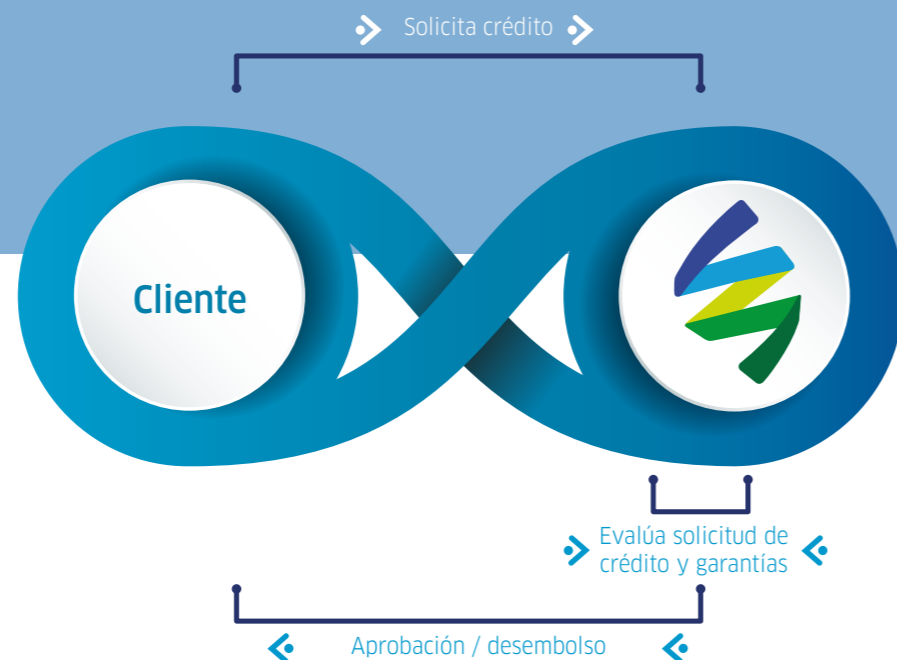 Solicita crédito
Cliente
Evalúa solicitud de
crédito y garantías
Aprobación / desembolso